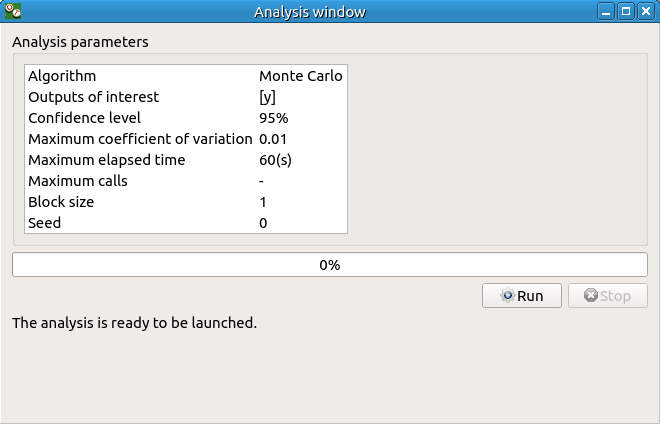 Analysis window
Analysis parameters
Algorithm Monte Carlo
Outputs of interest [y]
Confidence level 95%
Maximum coefficient of variation 0.01
Maximum elapsed time 60(s)
Maximum calls -
Block size 1
Seed 0
0%
Run Stop
The analysis is ready to be launched.